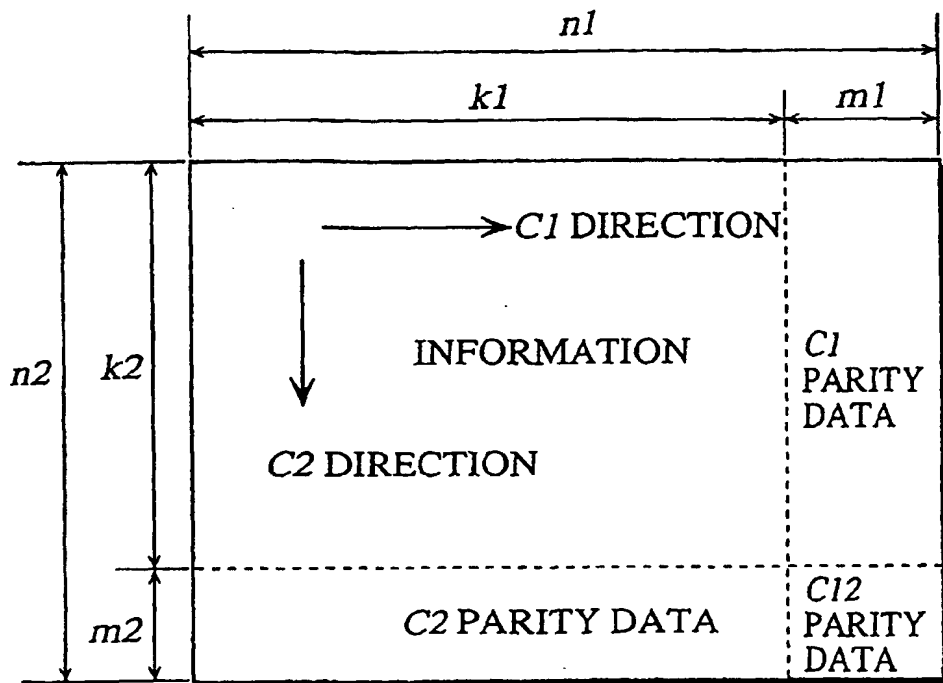 n1
k1
m1
C1 DIRECTION
INFORMATION
C1
PARITY
DATA
n2
k2
C2 DIRECTION
m2
C2 PARITY DATA
C12
PARITY
DATA